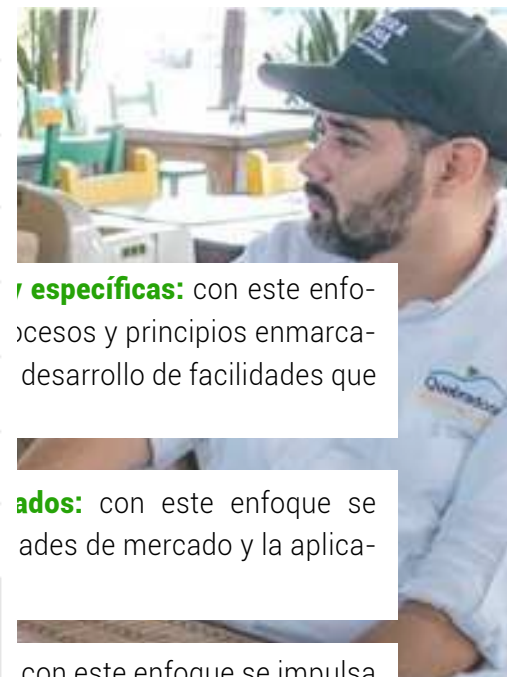 y específicas: con este enfo-
ocesos y principios enmarca-
desarrollo de facilidades que
ados: con este enfoque se
ades de mercado y la aplica-
con este enfoque se impulsa